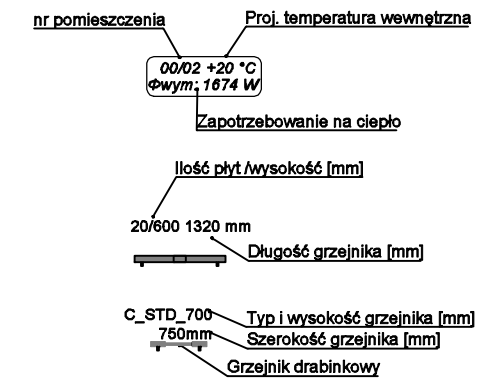 nr pomieszczenia
Proj. temperatura wewnętrzna
00/02 +20 °C
Φwym: 1674 W
Zapotrzebowanie na ciepło
Ilość płyt /wysokość [mm]
20/600 1320 mm
Długość grzejnika [mm]
C_STD_700
Typ i wysokość grzejnika [mm]
750mm
Szerokość grzejnika [mm]
Grzejnik drabinkowy